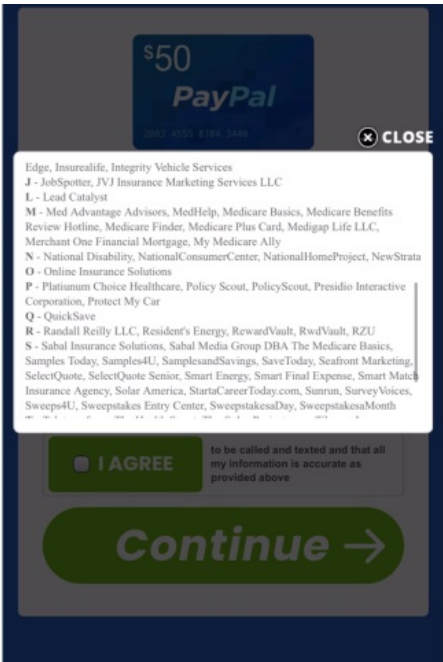 $50
PayPal
CLOSE
Edge, Insurealife, Integrity Vehicle Services
J - JobSpotter, JVJ Insurance Marketing Services LLC
L - Lead Catalyst
M - Med Advantage Advisors, MedHelp, Medicare Basics, Medicare Benefits
Review Hotline, Medicare Finder, Medicare Plus Card, Medigap Life LLC,
Merchant One Financial Mortgage, My Medicare Ally
N - National Disability, NationalConsumerCenter, NationalHomeProject, NewStrata
O - Online Insurance Solutions
P - Platiunum Choice Healthcare, Policy Scout, PolicyScout, Presidio Interactive
Corporation, Protect My Car
Q - QuickSave
R - Randall Reilly LLC, Resident's Energy, RewardVault, RwdVault, RZU
S - Sabal Insurance Solutions, Sabal Media Group DBA The Medicare Basics,
Samples Today, Samples4U, SamplesandSavings, SaveToday, Seafront Marketing,
SelectQuote, SelectQuote Senior, Smart Energy, Smart Final Expense, Smart Match
Insurance Agency, Solar America, StartaCareerToday.com, Sunrun, SurveyVoices,
Sweeps4U, Sweepstakes Entry Center, SweepstakesaDay, SweepstakesaMonth
I AGREE
to be called and texted and that all
my information is accurate as
provided above
Continue